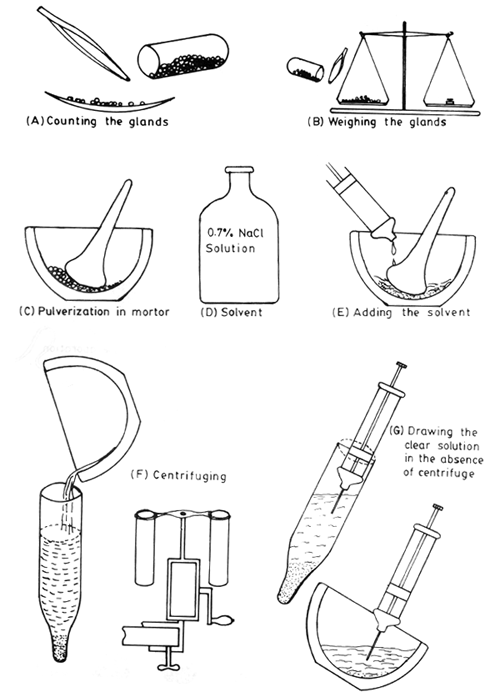 (A) Counting the glands
(B) Weighing the glands
0.7% NaCl
Solution
(C) Pulverization in mortor
(D) Solvent
(E) Adding the solvent
(F) Centrifuging
(G) Drawing the
clear solution
in the absence
of centrifuge